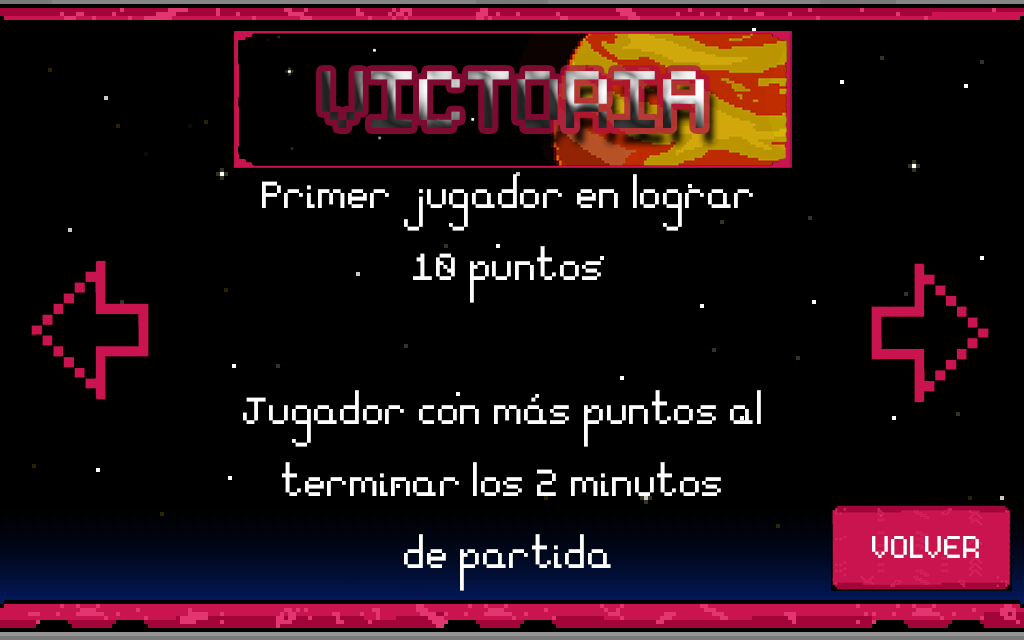 VICTORIA
Primer jugador en lograr
10 puntos
Jugador con más puntos al
terminar los 2 minutos
de partida
VOLVER